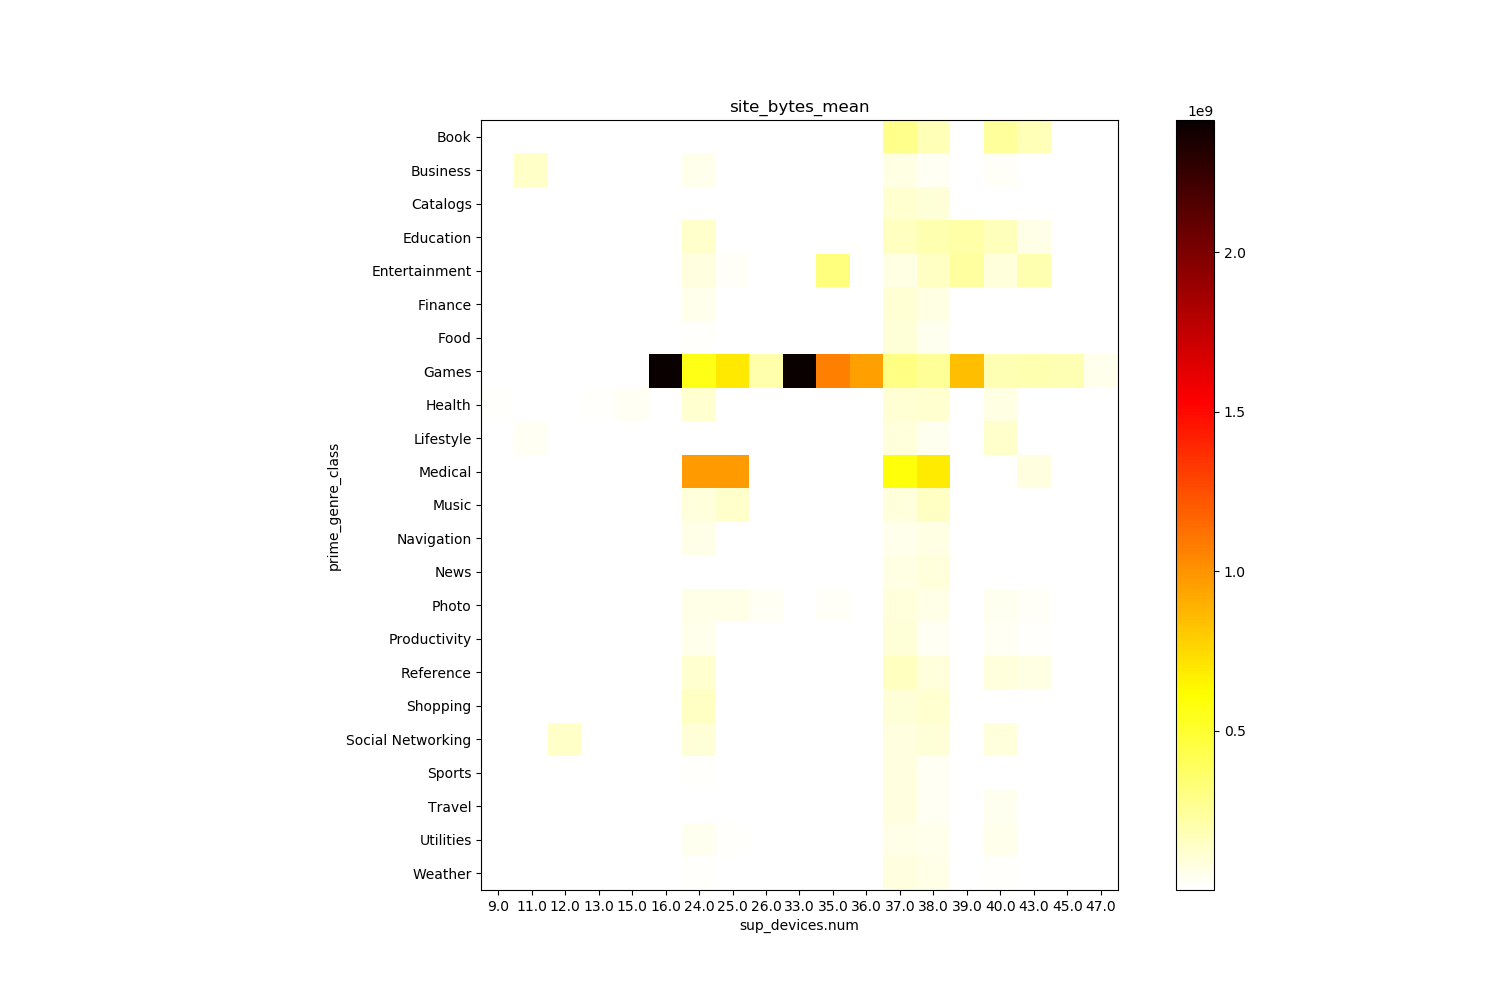 site_bytes_mean
1e9
Book
Business
Catalogs
Education
Entertainment
Finance
Food
Games
Health
Lifestyle
Medical
Music
Navigation
News
Photo
Productivity
Reference
Shopping
Social Networking
Sports
Travel
Utilities
Weather
prime_genre_class
9.0 11.0 12.0 13.0 15.0 16.0 24.0 25.0 26.0 33.0 35.0 36.0 37.0 38.0 39.0 40.0 43.0 45.0 47.0
sup_devices.num
2.0
1.5
1.0
0.5